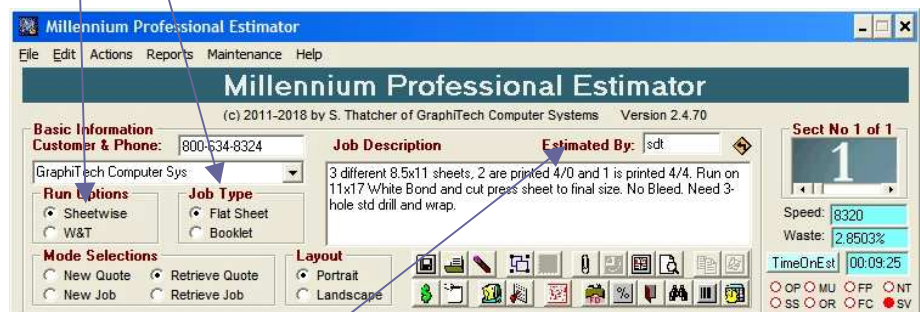 Millennium Professional Estimator
File Edit Actions Reports Maintenance Help
Millennium Professional Estimator
(c) 2011-2018 by S. Thatcher of GraphiTech Computer Systems Version 2.4.70
Basic Information
Customer & Phone: 800-634-8324
GraphiTech Computer Sys
Run Options
Sheetwise
W&T
Job Type
Flat Sheet
Booklet
Mode Selections
New Quote Retrieve Quote
New Job Retrieve Job
Layout
Portrait
Landscape
Job Description Estimated By: sdt
3 different 8.5x11 sheets, 2 are printed 4/0 and 1 is printed 4/4. Run on
11x17 White Bond and cut press sheet to final size. No Bleed. Need 3-
hole std drill and wrap.
Sect No 1 of 1
1
Speed: 8320
Waste: 2.8503%
TimeOnEst 00:09:25
OP MU FP NT
SS OR FC SV